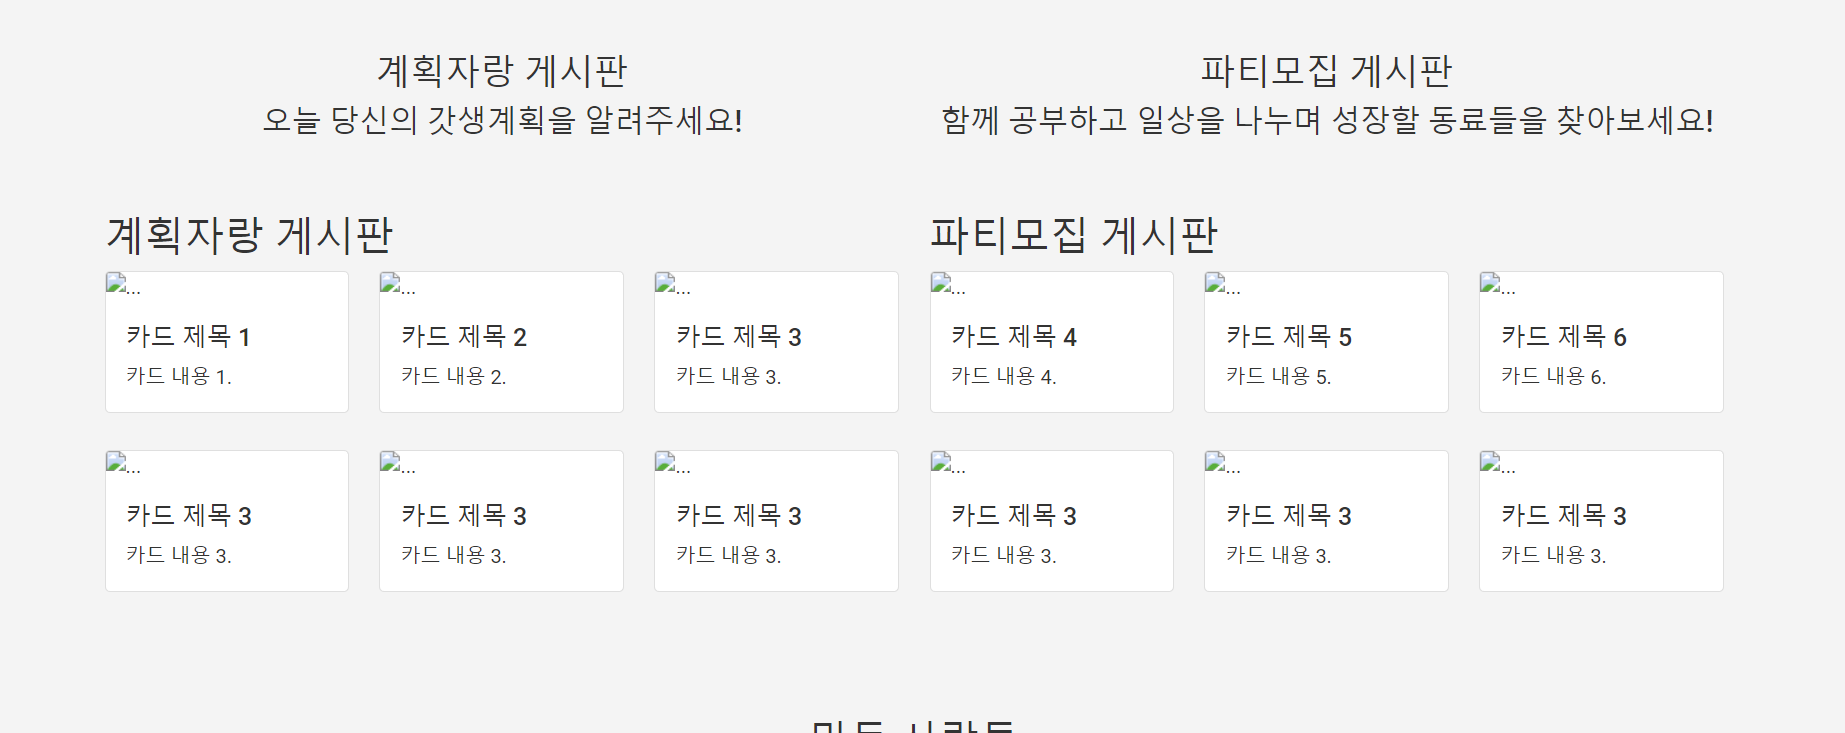 계획자랑 게시판
오늘 당신의 갓생계획을 알려주세요!
파티모집 게시판
함께 공부하고 일상을 나누며 성장할 동료들을 찾아보세요!
계획자랑 게시판
파티모집 게시판
... ... ... ... ... ...
카드 제목 1 카드 제목 2 카드 제목 3 카드 제목 4 카드 제목 5 카드 제목 6
카드 내용 1. 카드 내용 2. 카드 내용 3. 카드 내용 4. 카드 내용 5. 카드 내용 6.
... ... ... ... ... ...
카드 제목 3 카드 제목 3 카드 제목 3 카드 제목 3 카드 제목 3 카드 제목 3
카드 내용 3. 카드 내용 3. 카드 내용 3. 카드 내용 3. 카드 내용 3. 카드 내용 3.